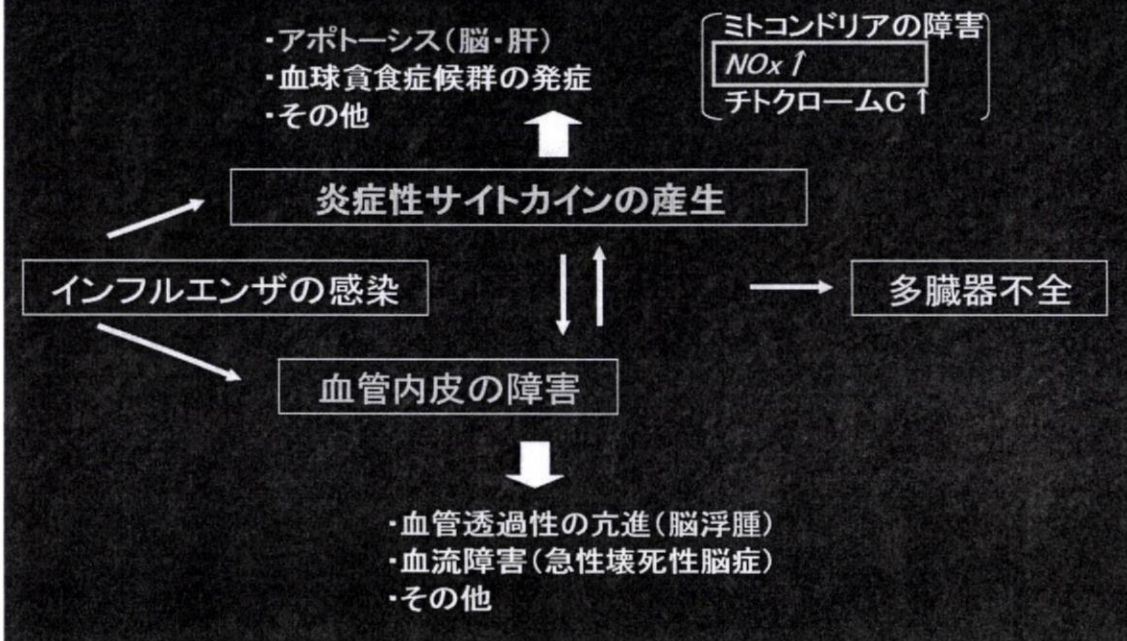 ・アポトーシス(脳・肝)
・血球貪食症候群の発症
・その他
ミトコンドリアの障害
NOx↑
チトクロームC↑
炎症性サイトカインの産生
インフルエンザの感染
多臓器不全
血管内皮の障害
・血管透過性の亢進(脳浮腫)
・血流障害(急性壊死性脳症)
・その他